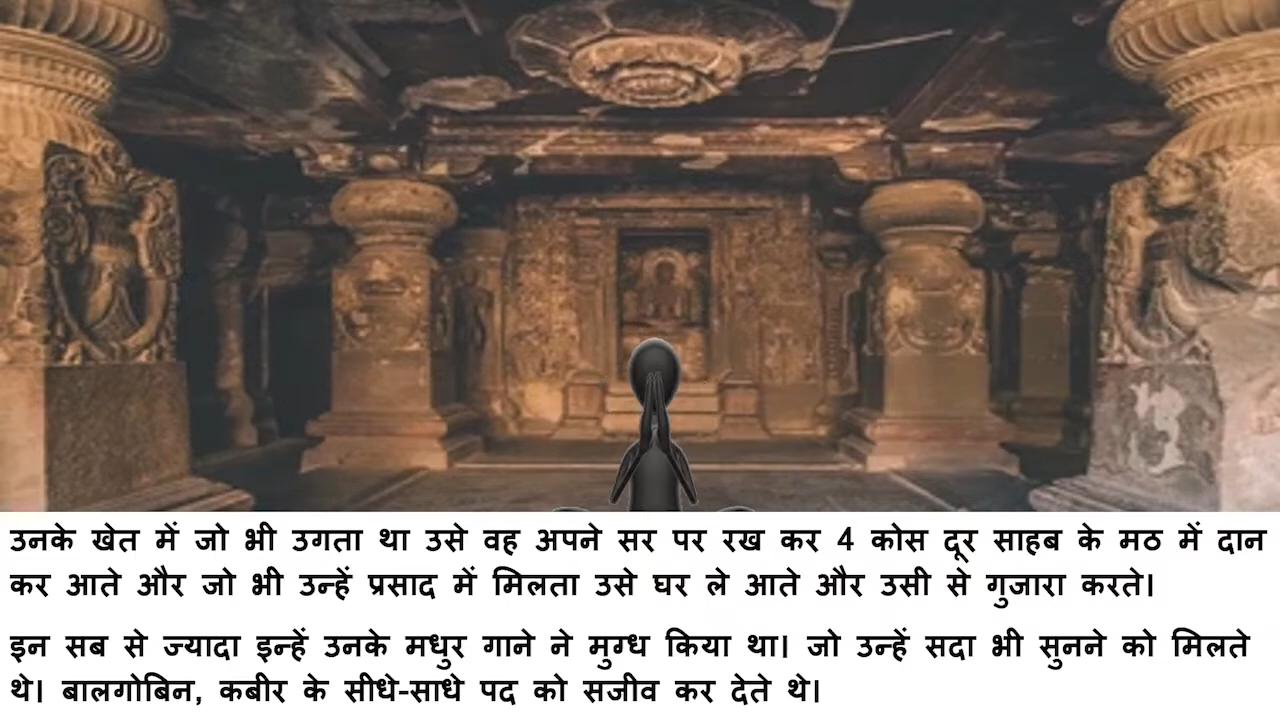 उनके खेत में जो भी उगता था उसे वह अपने सर पर रख कर 4 कोस दूर साहब के मठ में दान
कर आते और जो भी उन्हें प्रसाद में मिलता उसे घर ले आते और उसी से गुजारा करते।
इन सब से ज्यादा इन्हें उनके मधुर गाने ने मुग्ध किया था। जो उन्हें सदा भी सुनने को मिलते
थे। बालगोबिन, कबीर के सीधे-साधे पद को सजीव कर देते थे।